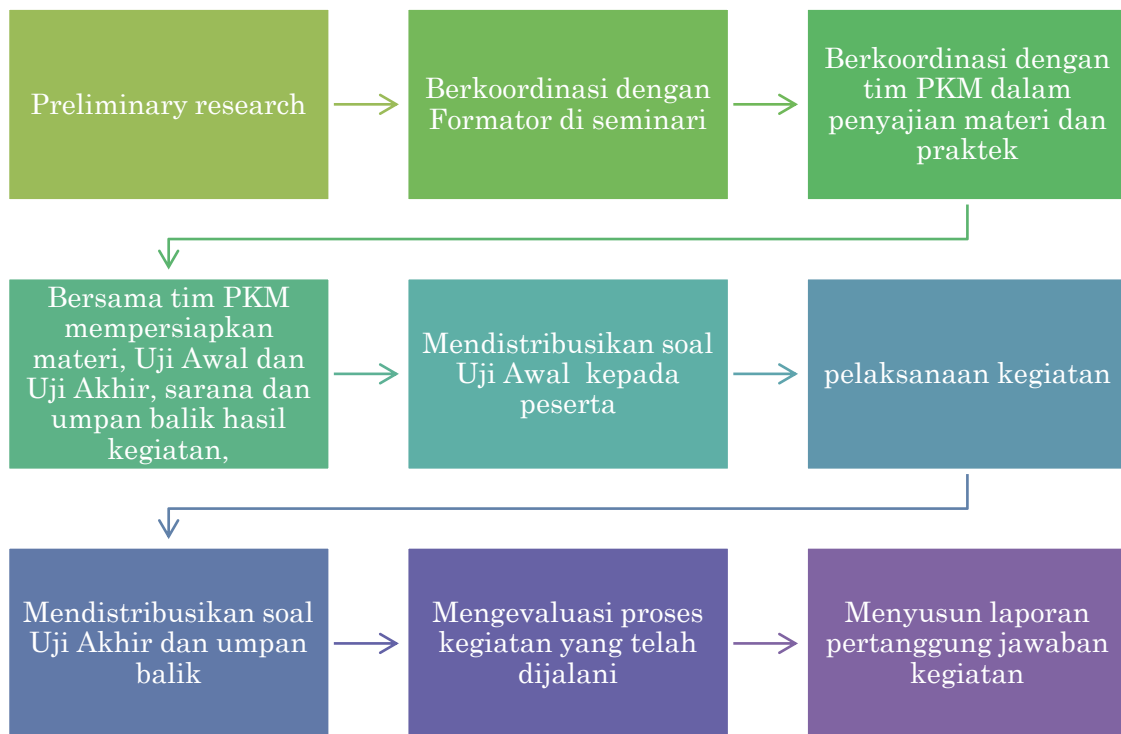 Preliminary research
Berkoordinasi dengan
Formator di seminari
Berkoordinasi dengan
tim PKM dalam
penyajian materi dan
praktek
Bersama tim PKM
mempersiapkan
materi, Uji Awal dan
Uji Akhir, sarana dan
umpan balik hasil
kegiatan,
Mendistribusikan soal
Uji Awal  kepada
peserta
pelaksanaan kegiatan
Mendistribusikan soal
Uji Akhir dan umpan
balik
Mengevaluasi proses
kegiatan yang telah
dijalani
Menyusun laporan
pertanggung jawaban
kegiatan